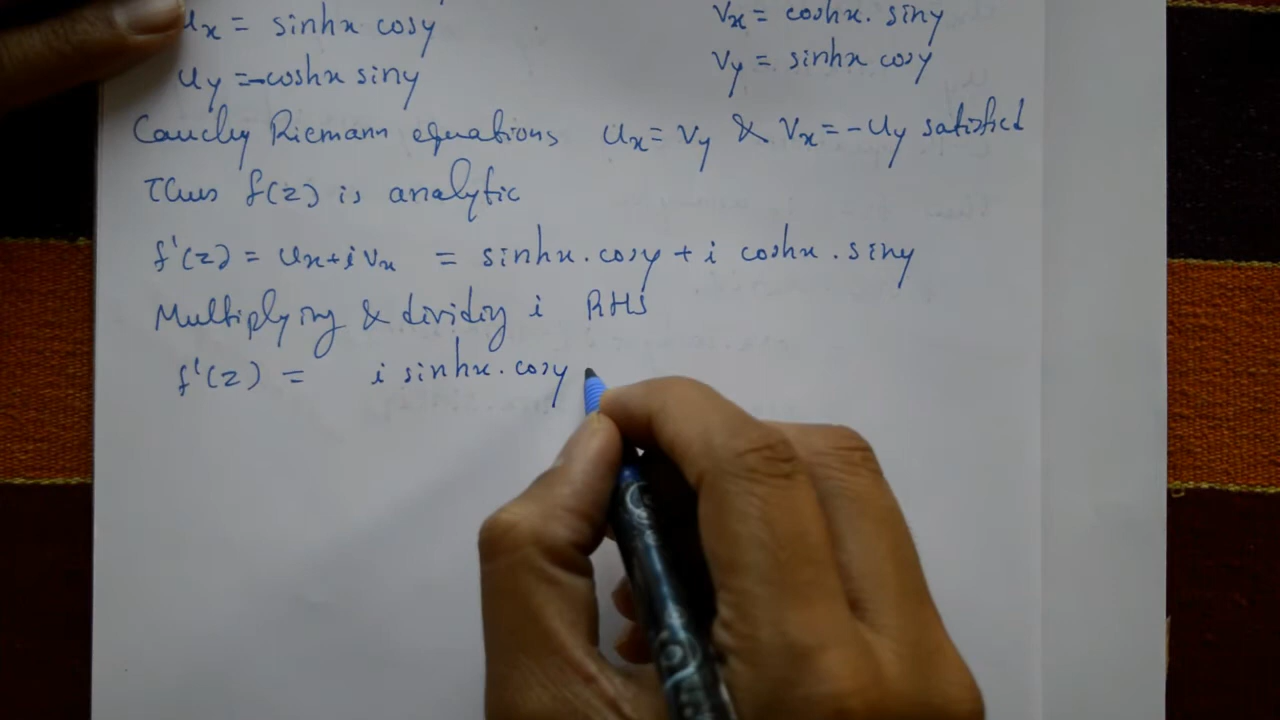 ux = sinhx cosy
vx = coshx. siny
uy = -coshx siny
vy = sinhx cosy
Cauchy Riemann equations ux = vy & vx = -uy satisfied
Thus f(z) is analytic
f'(z) = ux+i vx = sinhx. cosy + i coshx . siny
Multiplying & dividing i RHS
f'(z) = i sinhx. cosy